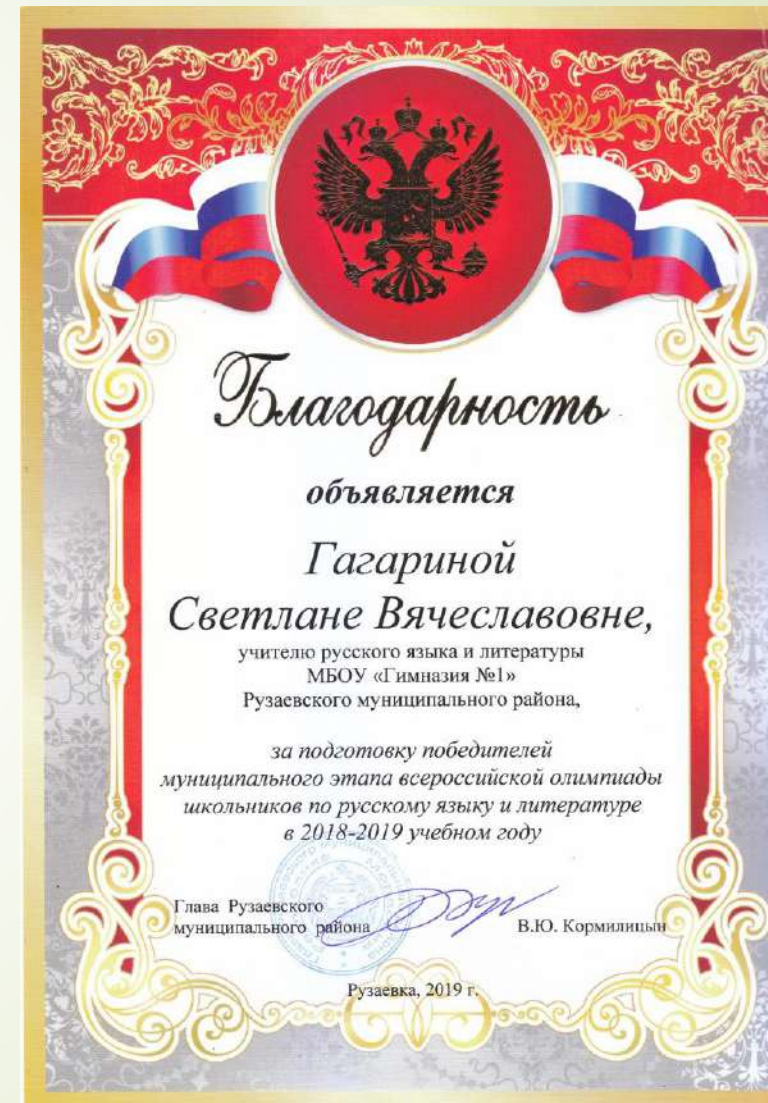 Благодарность
объявляется
Гагариной
Светлане Вячеславовне,
учителю русского языка и литературы
МБОУ «Гимназия №1»
Рузаевского муниципального района,
за подготовку победителей
муниципального этапа всероссийской олимпиады
школьников по русскому языку и литературе
в 2018-2019 учебном году
Глава Рузаевского
муниципального района В.Ю. Кормилицын
Рузаевка, 2019 г.